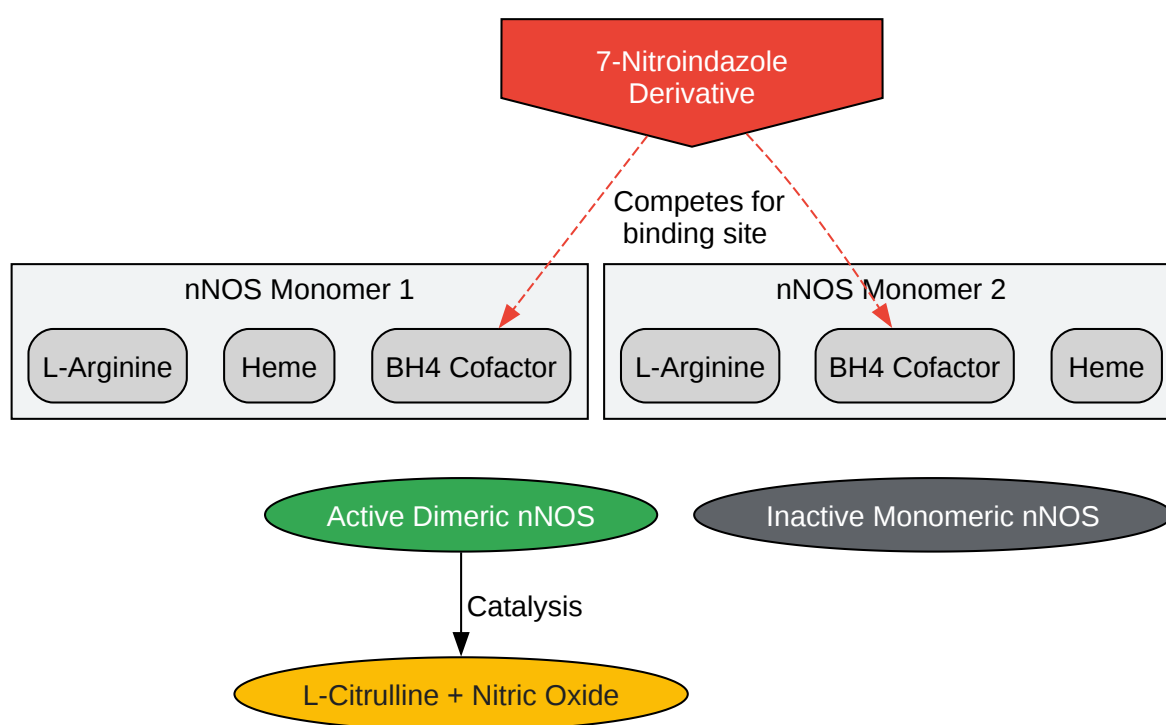 7-Nitroindazole
Derivative
Competes for
binding site
nNOS Monomer 1
nNOS Monomer 2
L-Arginine
Heme
BH4 Cofactor
L-Arginine
BH4 Cofactor
Heme
Active Dimeric nNOS
Inactive Monomeric nNOS
Catalysis
L-Citrulline + Nitric Oxide